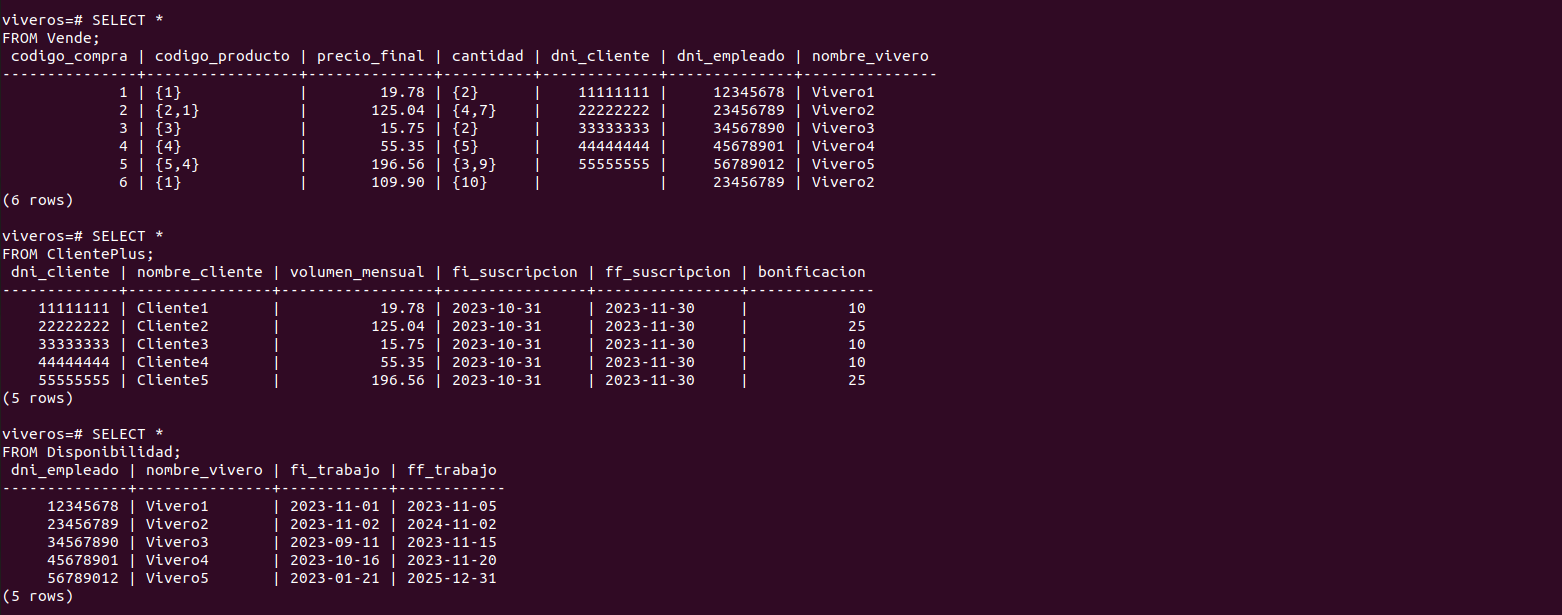 viveros=# SELECT *
FROM Vende;
 codigo_compra | codigo_producto | precio_final | cantidad | dni_cliente | dni_empleado | nombre_vivero
---------------+-----------------+--------------+----------+-------------+--------------+---------------
             1 | {1}             |        19.78 | {2}      |    11111111 |     12345678 | Vivero1
             2 | {2,1}           |       125.04 | {4,7}    |    22222222 |     23456789 | Vivero2
             3 | {3}             |        15.75 | {2}      |    33333333 |     34567890 | Vivero3
             4 | {4}             |        55.35 | {5}      |    44444444 |     45678901 | Vivero4
             5 | {5,4}           |       196.56 | {3,9}    |    55555555 |     56789012 | Vivero5
             6 | {1}             |       109.90 | {10}     |             |     23456789 | Vivero2
(6 rows)

viveros=# SELECT *
FROM ClientePlus;
 dni_cliente | nombre_cliente | volumen_mensual | fi_suscripcion | ff_suscripcion | bonificacion
-------------+----------------+-----------------+----------------+----------------+--------------
    11111111 | Cliente1       |           19.78 | 2023-10-31     | 2023-11-30     |           10
    22222222 | Cliente2       |          125.04 | 2023-10-31     | 2023-11-30     |           25
    33333333 | Cliente3       |           15.75 | 2023-10-31     | 2023-11-30     |           10
    44444444 | Cliente4       |           55.35 | 2023-10-31     | 2023-11-30     |           10
    55555555 | Cliente5       |          196.56 | 2023-10-31     | 2023-11-30     |           25
(5 rows)

viveros=# SELECT *
FROM Disponibilidad;
 dni_empleado | nombre_vivero | fi_trabajo | ff_trabajo
--------------+---------------+------------+------------
     12345678 | Vivero1       | 2023-11-01 | 2023-11-05
     23456789 | Vivero2       | 2023-11-02 | 2024-11-02
     34567890 | Vivero3       | 2023-09-11 | 2023-11-15
     45678901 | Vivero4       | 2023-10-16 | 2023-11-20
     56789012 | Vivero5       | 2023-01-21 | 2025-12-31
(5 rows)